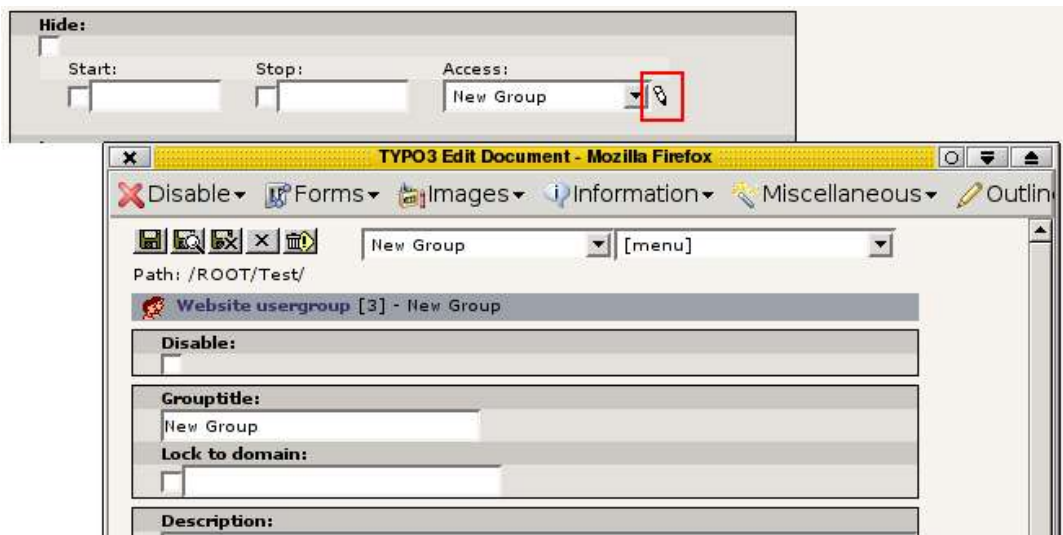 Hide:
Start: Stop: Access:
New Group
TYPO3 Edit Document - Mozilla Firefox
Disable Forms Images Information Miscellaneous Outlin
New Group [menu]
Path: /ROOT/Test/
Website usergroup [3] - New Group
Disable:
Grouptitle:
New Group
Lock to domain:
Description: